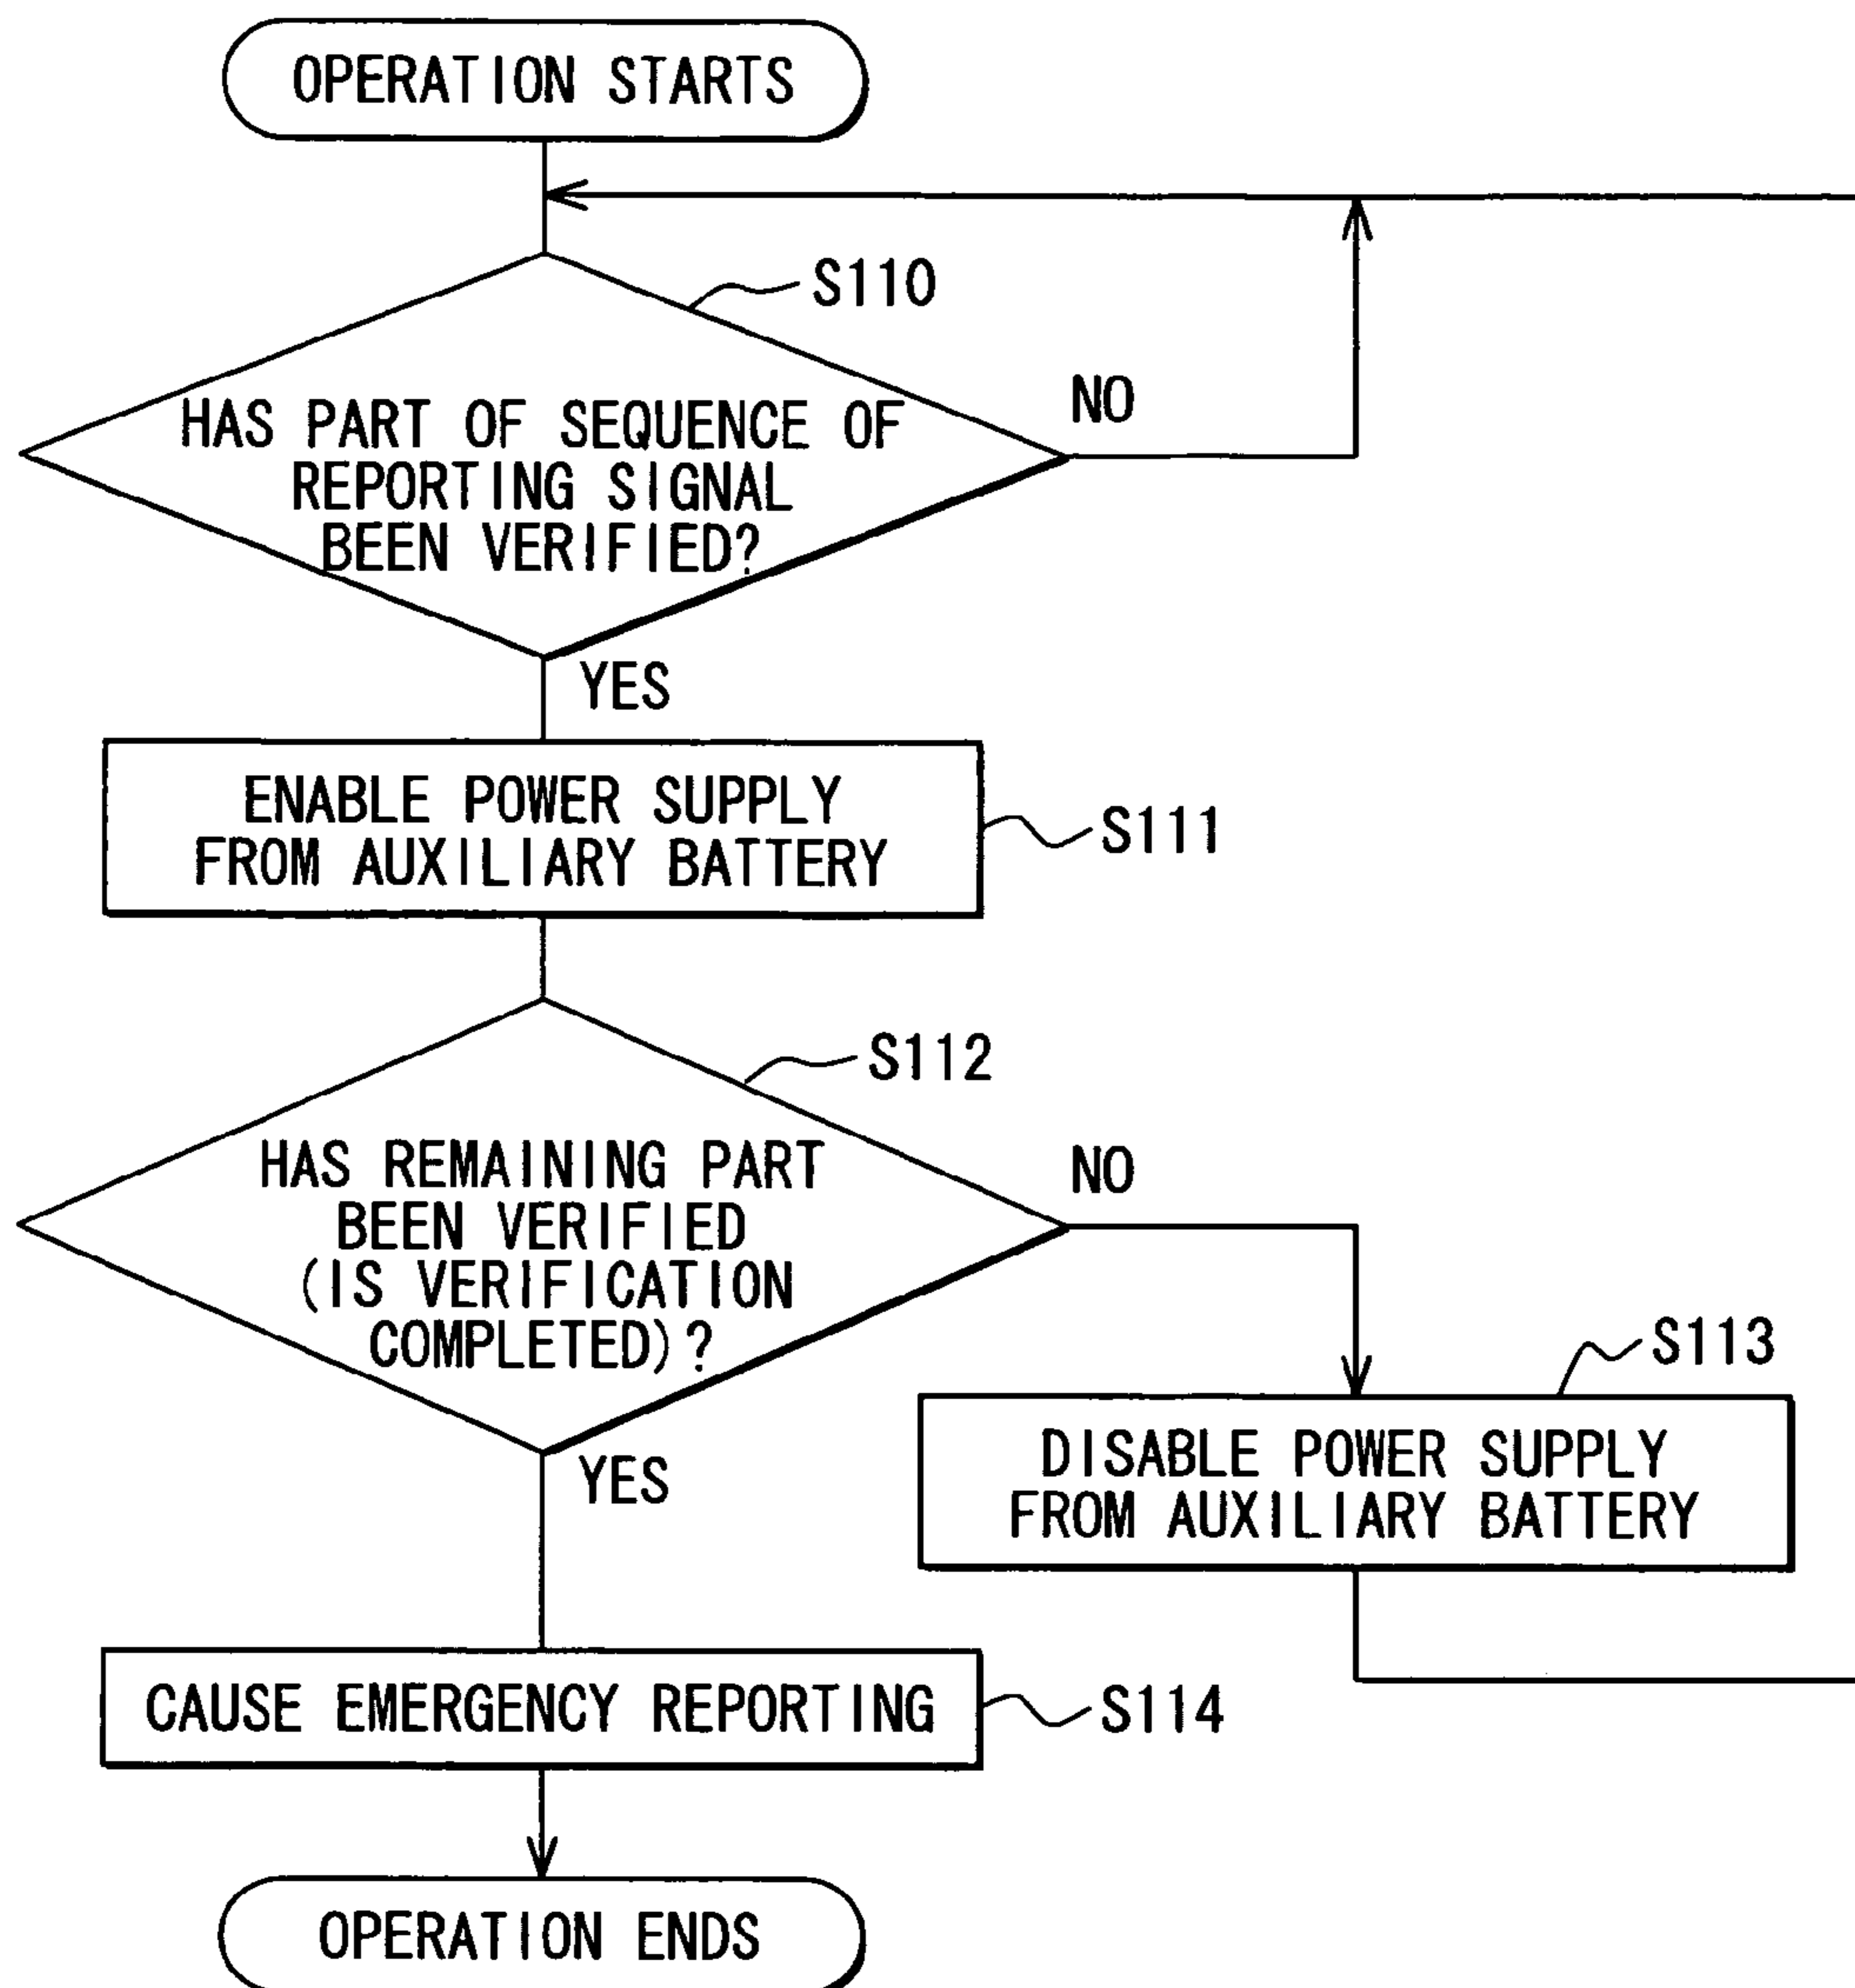 OPERATION STARTS
S110
HAS PART OF SEQUENCE OF
REPORTING SIGNAL
BEEN VERIFIED?
NO
YES
ENABLE POWER SUPPLY
FROM AUXILIARY BATTERY
S111
S112
HAS REMAINING PART
BEEN VERIFIED
(IS VERIFICATION
COMPLETED)?
NO
YES
S113
DISABLE POWER SUPPLY
FROM AUXILIARY BATTERY
CAUSE EMERGENCY REPORTING
S114
OPERATION ENDS